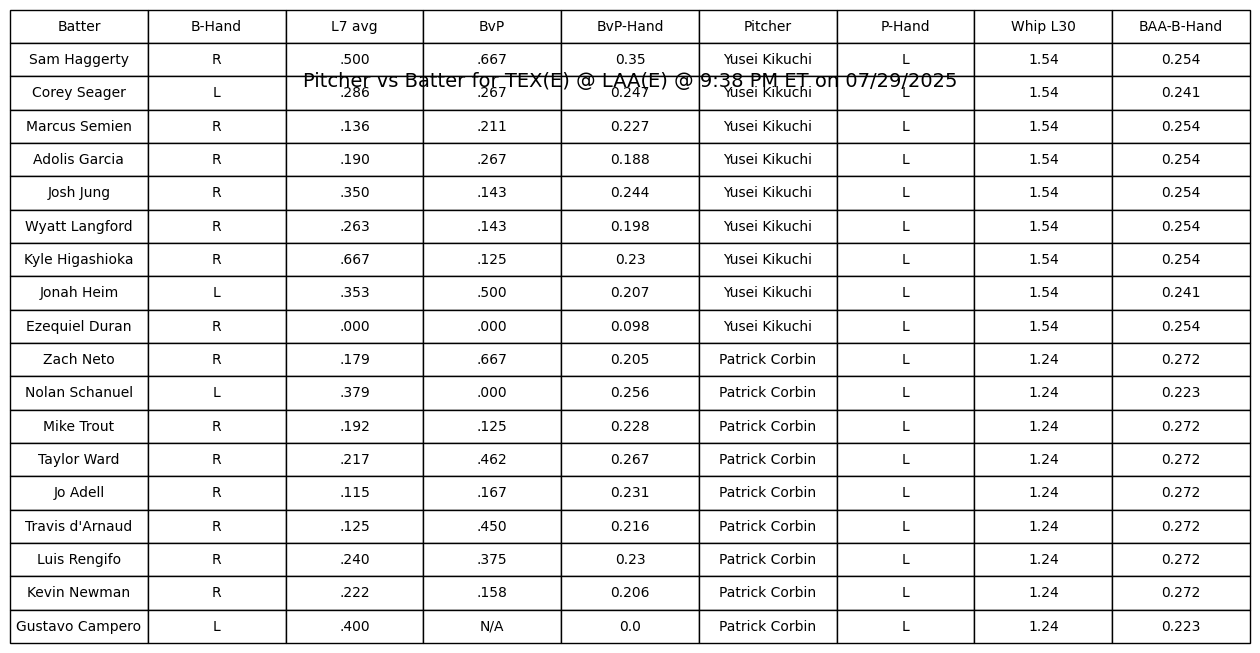 Batter B-Hand L7 avg BvP BvP-Hand Pitcher P-Hand Whip L30 BAA-B-Hand
Sam Haggerty R .500 .667 0.35 Yusei Kikuchi L 1.54 0.254
Pitcher vs Batter for TEX(E) @ LAA(E) @ 9:38 PM ET on 07/29/2025
Corey Seager L .286 .267 0.247 Yusei Kikuchi L 1.54 0.241
Marcus Semien R .136 .211 0.227 Yusei Kikuchi L 1.54 0.254
Adolis Garcia R .190 .267 0.188 Yusei Kikuchi L 1.54 0.254
Josh Jung R .350 .143 0.244 Yusei Kikuchi L 1.54 0.254
Wyatt Langford R .263 .143 0.198 Yusei Kikuchi L 1.54 0.254
Kyle Higashioka R .667 .125 0.23 Yusei Kikuchi L 1.54 0.254
Jonah Heim L .353 .500 0.207 Yusei Kikuchi L 1.54 0.241
Ezequiel Duran R .000 .000 0.098 Yusei Kikuchi L 1.54 0.254
Zach Neto R .179 .667 0.205 Patrick Corbin L 1.24 0.272
Nolan Schanuel L .379 .000 0.256 Patrick Corbin L 1.24 0.223
Mike Trout R .192 .125 0.228 Patrick Corbin L 1.24 0.272
Taylor Ward R .217 .462 0.267 Patrick Corbin L 1.24 0.272
Jo Adell R .115 .167 0.231 Patrick Corbin L 1.24 0.272
Travis d'Arnaud R .125 .450 0.216 Patrick Corbin L 1.24 0.272
Luis Rengifo R .240 .375 0.23 Patrick Corbin L 1.24 0.272
Kevin Newman R .222 .158 0.206 Patrick Corbin L 1.24 0.272
Gustavo Campero L .400 N/A 0.0 Patrick Corbin L 1.24 0.223